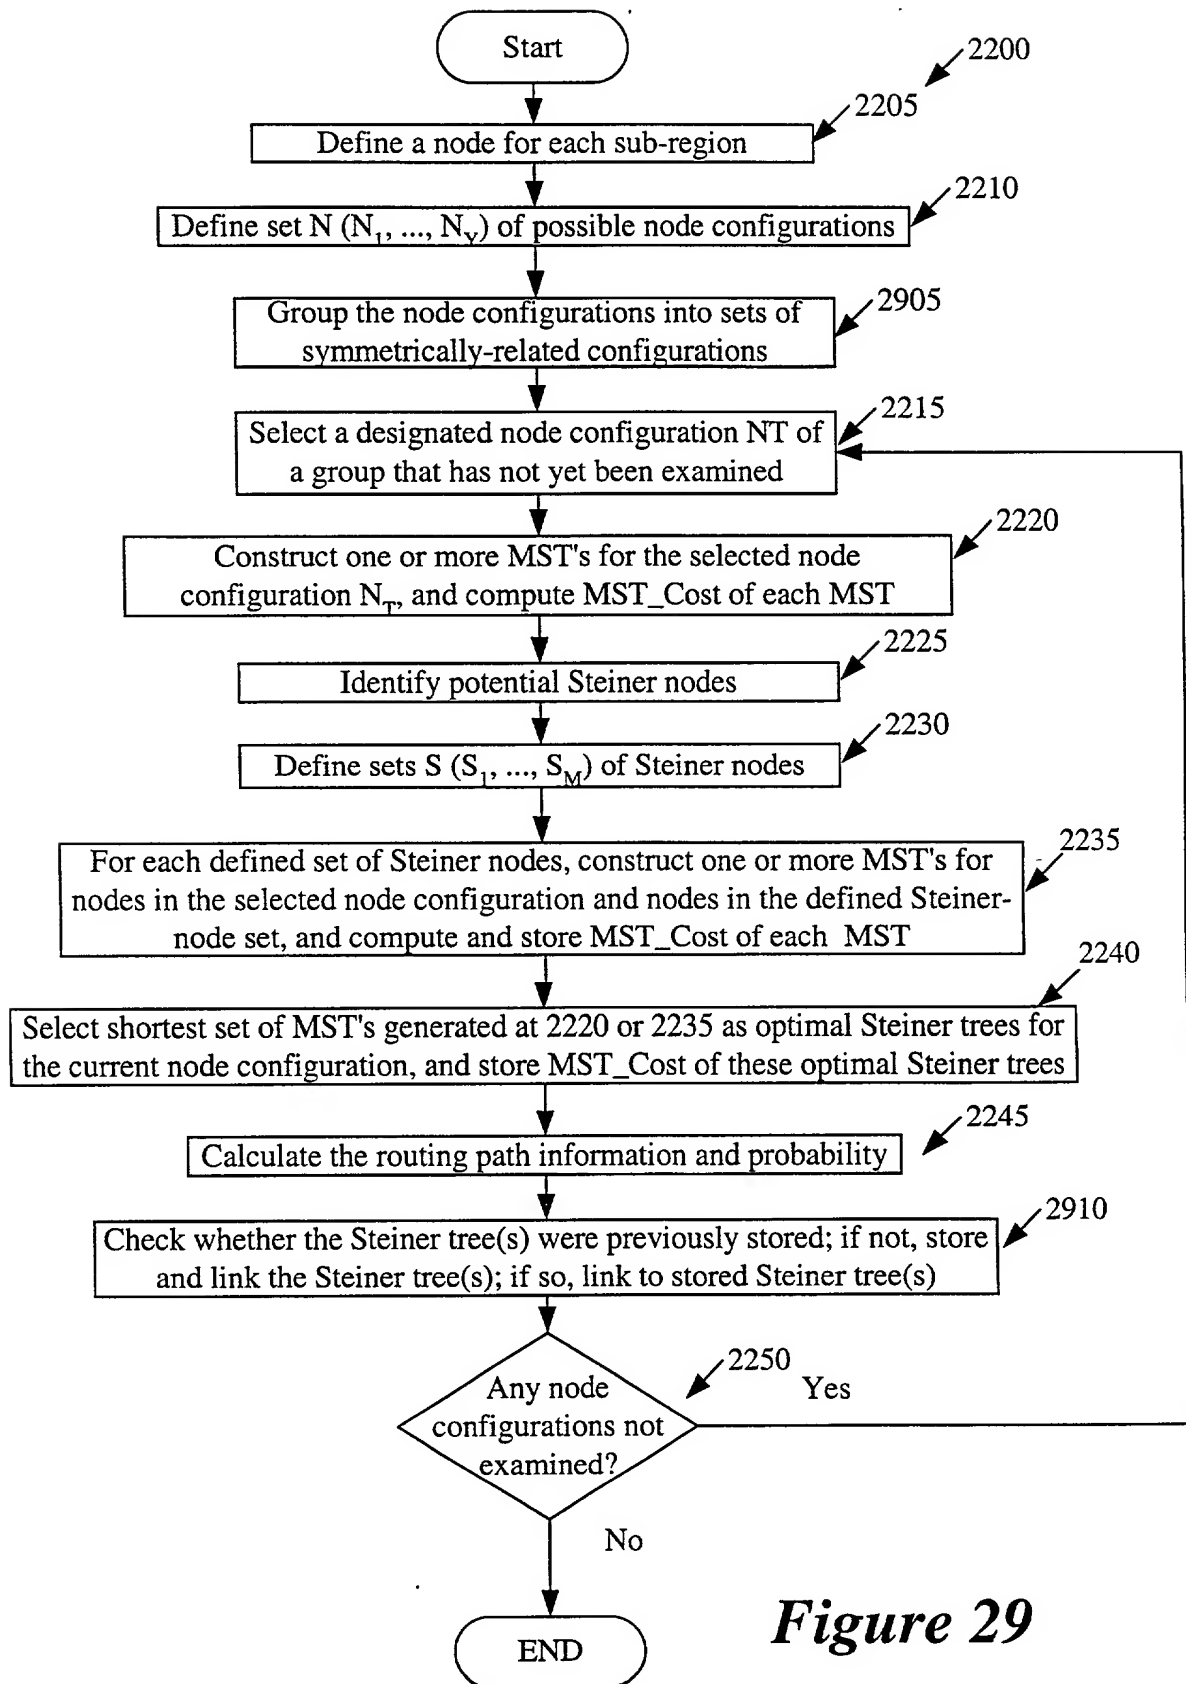 Start
2200
2205
Define a node for each sub-region
2210
Define set N (N1, ..., NY) of possible node configurations
2905
Group the node configurations into sets of
symmetrically-related configurations
2215
Select a designated node configuration NT of
a group that has not yet been examined
2220
Construct one or more MST's for the selected node
configuration NT, and compute MST_Cost of each MST
2225
Identify potential Steiner nodes
2230
Define sets S (S1, ..., SM) of Steiner nodes
2235
For each defined set of Steiner nodes, construct one or more MST's for
nodes in the selected node configuration and nodes in the defined Steiner-
node set, and compute and store MST_Cost of each MST
2240
Select shortest set of MST's generated at 2220 or 2235 as optimal Steiner trees for
the current node configuration, and store MST_Cost of these optimal Steiner trees
2245
Calculate the routing path information and probability
2910
Check whether the Steiner tree(s) were previously stored; if not, store
and link the Steiner tree(s); if so, link to stored Steiner tree(s)
2250
Any node
configurations not
examined?
Yes
No
END
Figure 29